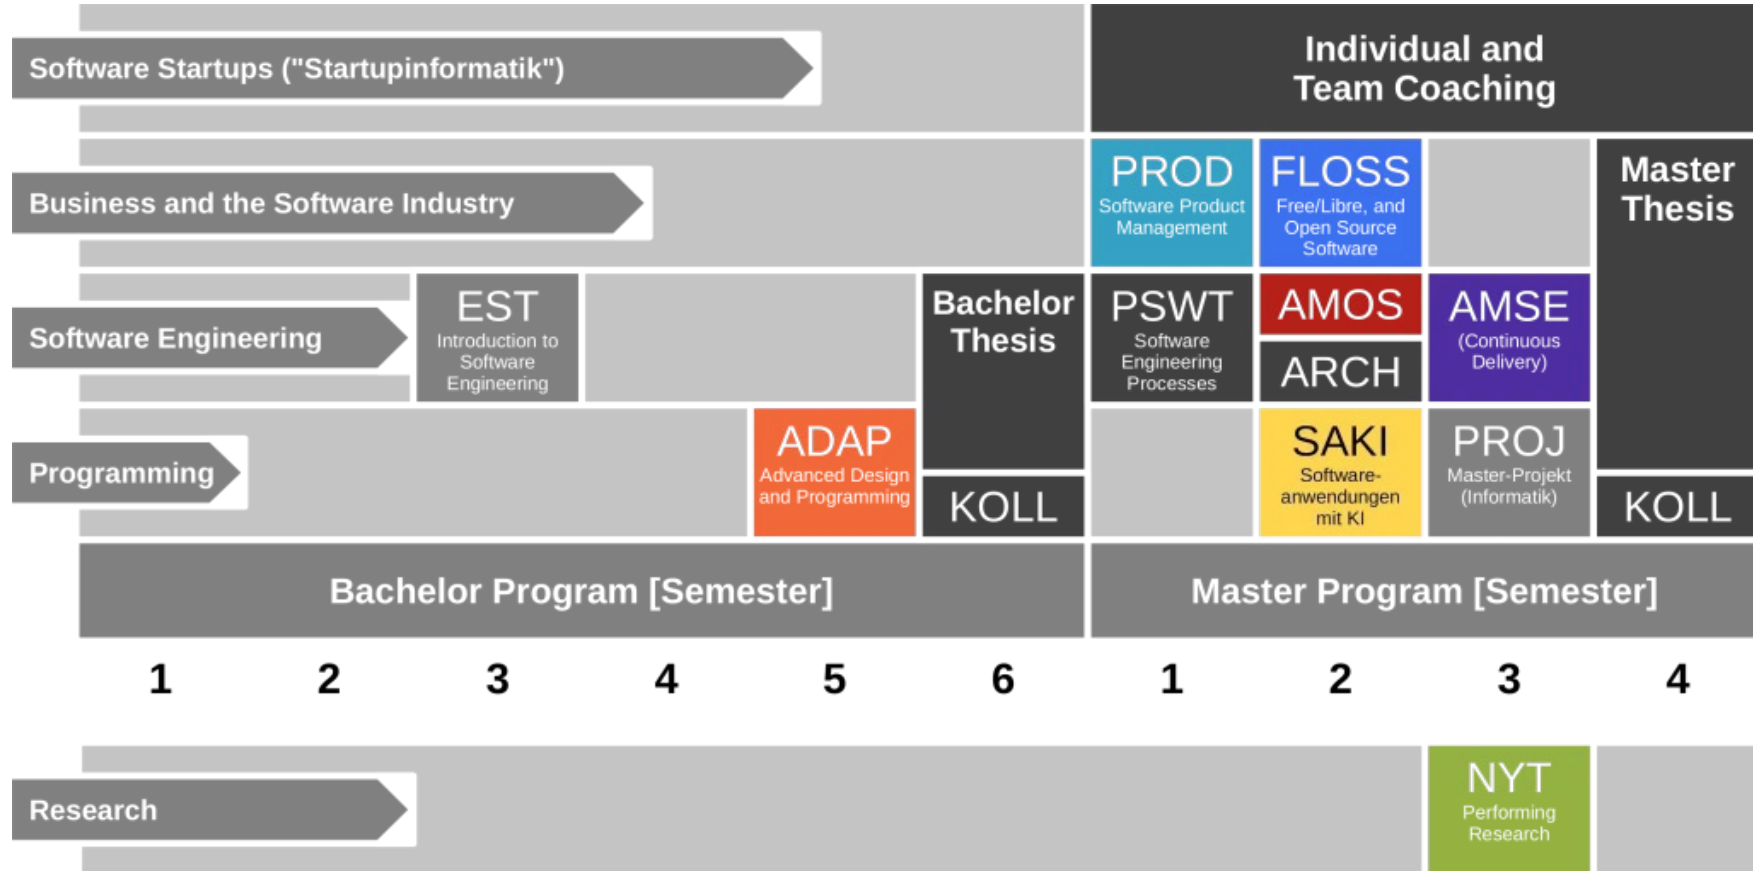 Software Startups ("Startupinformatik")
Individual and
Team Coaching
Business and the Software Industry
PROD
Software Product
Management
FLOSS
Free/Libre, and
Open Source
Software
Master
Thesis
Software Engineering
EST
Introduction to
Software
Engineering
Bachelor
Thesis
PSWT
Software
Engineering
Processes
AMOS
ARCH
AMSE
(Continuous
Delivery)
Programming
ADAP
Advanced Design
and Programming
KOLL
SAKI
Software-
anwendungen
mit KI
PROJ
Master-Projekt
(Informatik)
KOLL
Bachelor Program [Semester]
Master Program [Semester]
1 2 3 4 5 6 1 2 3 4
Research
NYT
Performing
Research